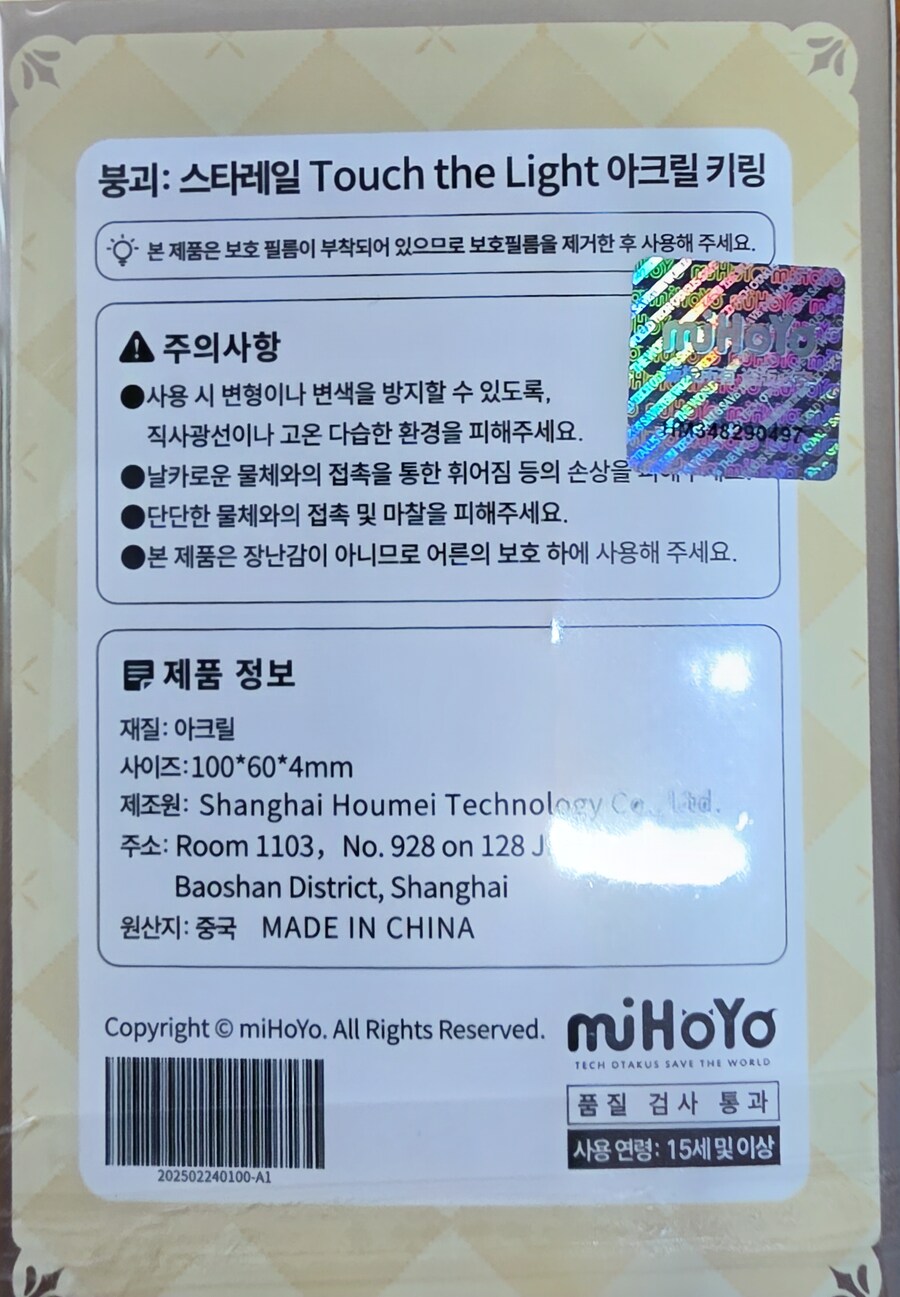 붕괴: 스타레일 Touch the Light 아크릴 키링
본 제품은 보호 필름이 부착되어 있으므로 보호필름을 제거한 후 사용해 주세요.
miHoYo
HM348290497
주의사항
●사용 시 변형이나 변색을 방지할 수 있도록,
직사광선이나 고온 다습한 환경을 피해주세요.
●날카로운 물체와의 접촉을 통한 휘어짐 등의 손상을
●단단한 물체와의 접촉 및 마찰을 피해주세요.
●본 제품은 장난감이 아니므로 어른의 보호 하에 사용해 주세요.
제품 정보
재질: 아크릴
사이즈:100*60*4mm
제조원: Shanghai Houmei Technology Co., Ltd.
주소: Room 1103, No. 928 on 128
Baoshan District, Shanghai
원산지: 중국 MADE IN CHINA
Copyright © miHoYo. All Rights Reserved.
miHoYo
TECH OTAKUS SAVE THE WORLD
품질 검사 통과
사용 연령: 15세 및 이상
202502240100-A1